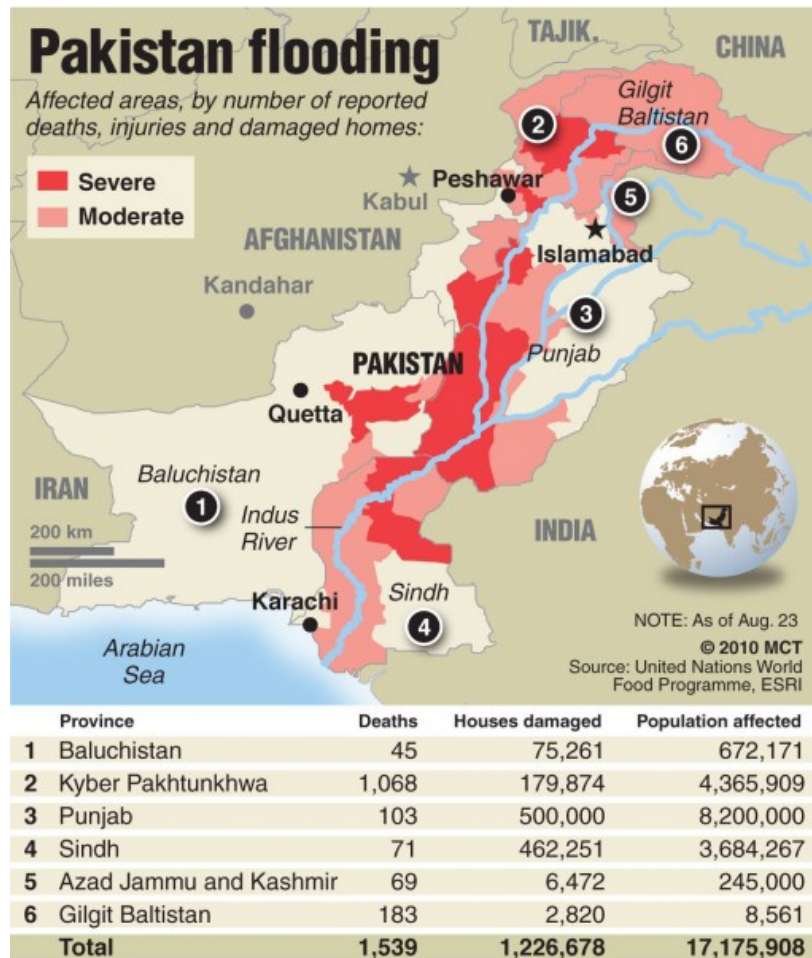 Pakistan flooding
Affected areas, by number of reported
deaths, injuries and damaged homes:
Severe
Moderate
TAJIK.
CHINA
Gilgit
Baltistan
2
6
Peshawar
5
Kabul
AFGHANISTAN
Islamabad
Kandahar
3
Punjab
PAKISTAN
Quetta
Baluchistan
1
IRAN
Indus
River
INDIA
200 km
200 miles
Karachi
Sindh
4
Arabian
Sea
NOTE: As of Aug. 23
© 2010 MCT
Source: United Nations World
Food Programme, ESRI
Province Deaths Houses damaged Population affected
1 Baluchistan 45 75,261 672,171
2 Kyber Pakhtunkhwa 1,068 179,874 4,365,909
3 Punjab 103 500,000 8,200,000
4 Sindh 71 462,251 3,684,267
5 Azad Jammu and Kashmir 69 6,472 245,000
6 Gilgit Baltistan 183 2,820 8,561
Total 1,539 1,226,678 17,175,908